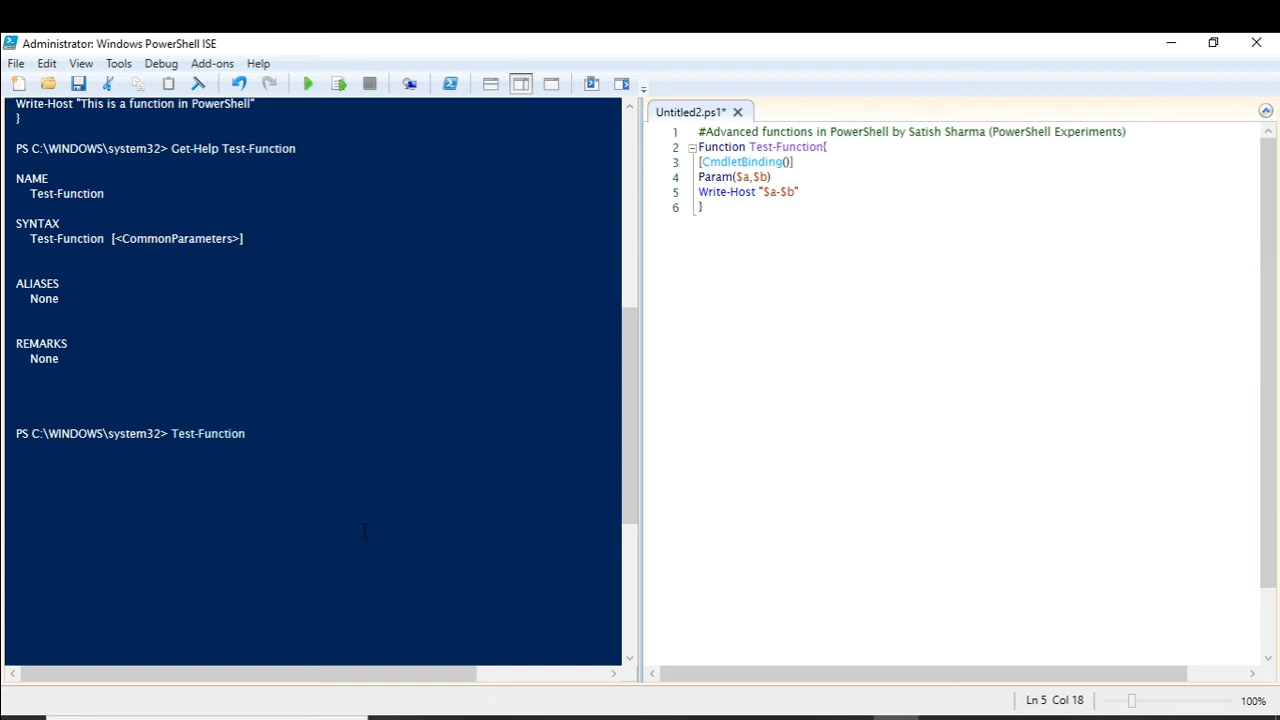 Administrator: Windows PowerShell ISE
File Edit View Tools Debug Add-ons Help
Write-Host "This is a function in PowerShell"
}
PS C:\WINDOWS\system32> Get-Help Test-Function
NAME
Test-Function
SYNTAX
Test-Function [<CommonParameters>]
ALIASES
None
REMARKS
None
PS C:\WINDOWS\system32> Test-Function
Untitled2.ps1*
1 #Advanced functions in PowerShell by Satish Sharma (PowerShell Experiments)
2 Function Test-Function{
3 [CmdletBinding()]
4 Param($a,$b)
5 Write-Host "$a-$b"
6 }
Ln 5 Col 18 100%